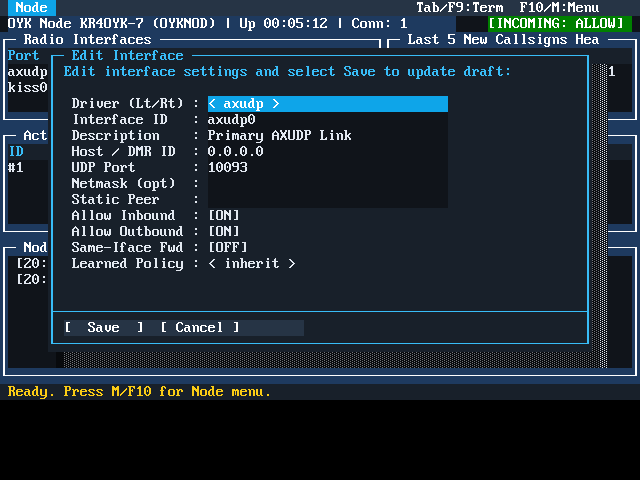 Node Tab/F9:Term F10/M:Menu
OYK Node KR4OYK-7 (OYKNOD) | Up 00:05:12 | Conn: 1 [INCOMING: ALLOW]
Radio Interfaces Last 5 New Callsigns Hea
Port
axudp
kiss0
1
Act
ID
#1
Nod
[20:
[20:
Edit Interface
Edit interface settings and select Save to update draft:
Driver (Lt/Rt) : < axudp >
Interface ID : axudp0
Description : Primary AXUDP Link
Host / DMR ID : 0.0.0.0
UDP Port : 10093
Netmask (opt) :
Static Peer :
Allow Inbound : [ON]
Allow Outbound : [ON]
Same-Iface Fwd : [OFF]
Learned Policy : < inherit >
[ Save ] [ Cancel ]
Ready. Press M/F10 for Node menu.